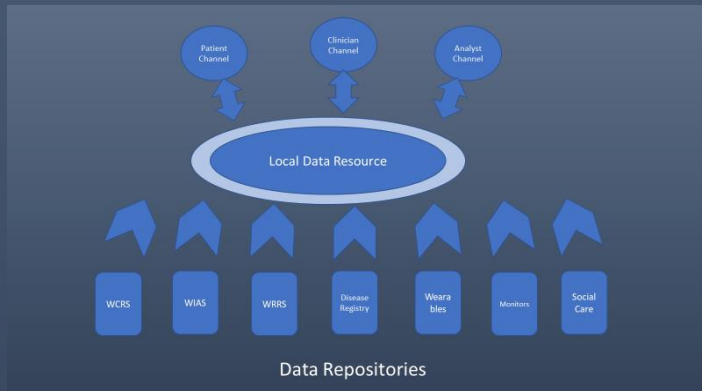 Patient
Channel
Clinician
Channel
Analyst
Channel
Local Data Resource
WCRS
WIAS
WRRS
Disease
Registry
Weara
bles
Monitors
Social
Care
Data Repositories